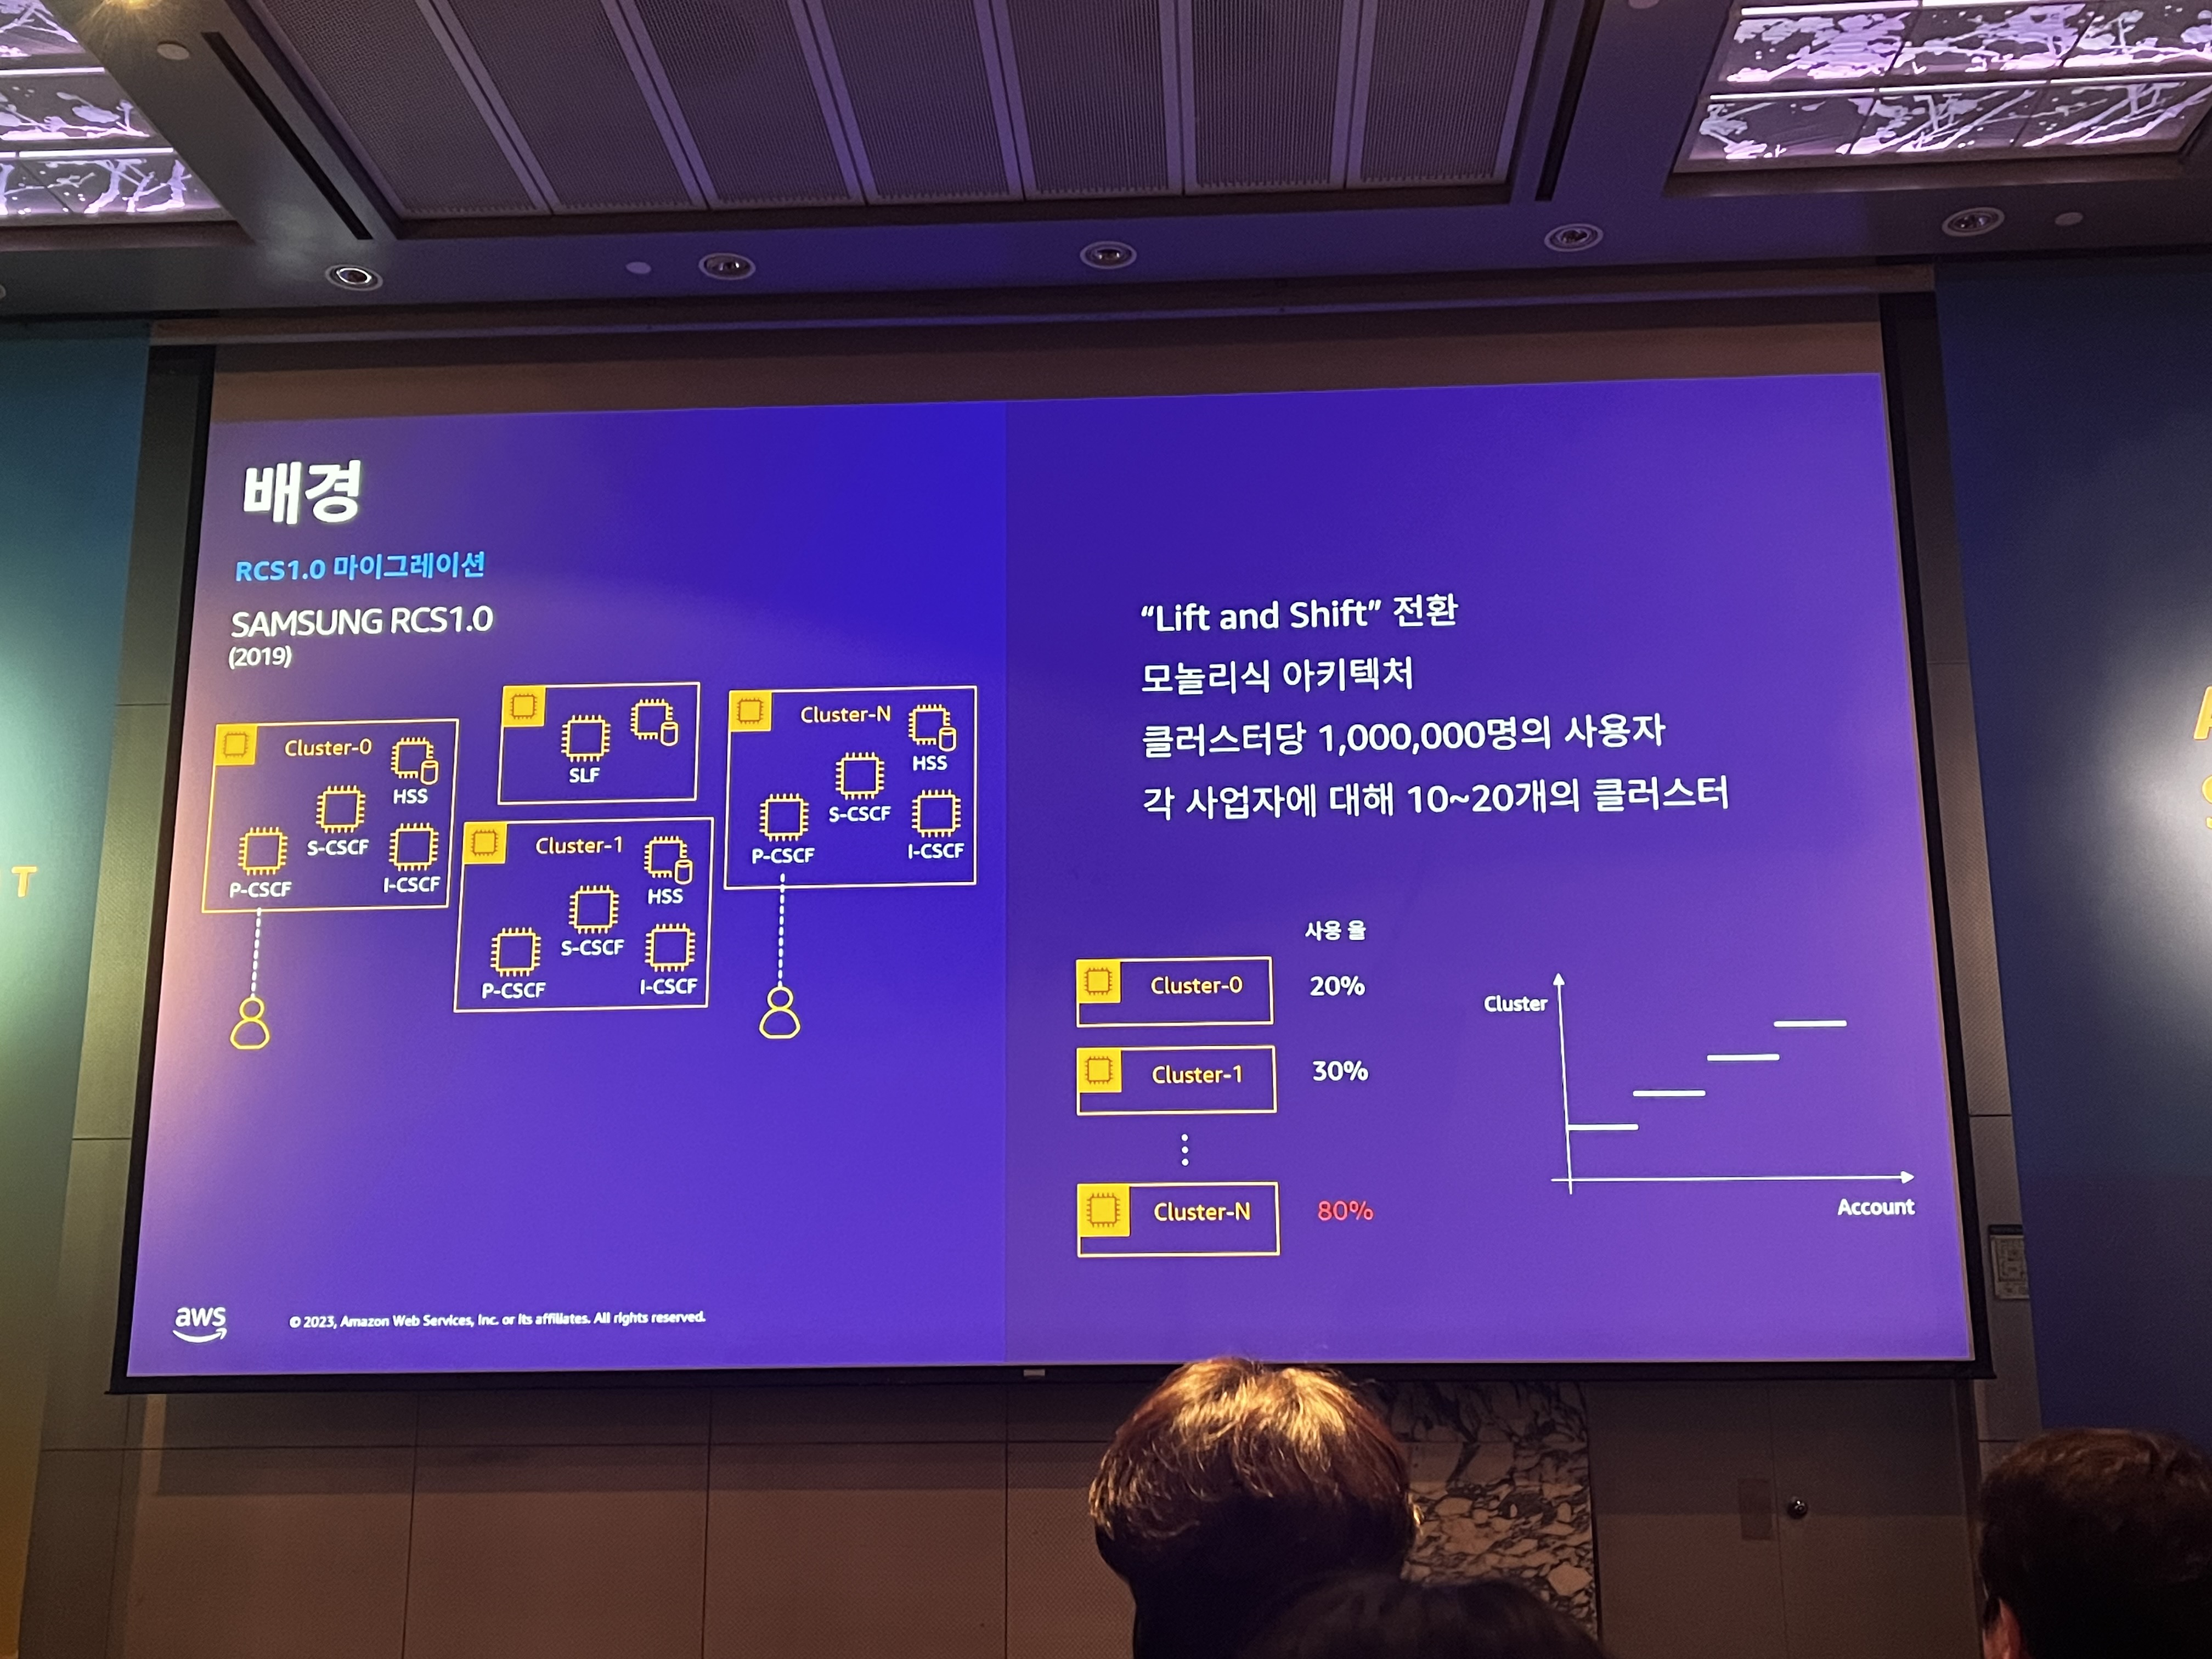 배경
RCS1.0 마이그레이션
SAMSUNG RCS1.0
(2019)
Cluster-0
HSS
S-CSCF
P-CSCF
I-CSCF
SLF
Cluster-1
HSS
S-CSCF
P-CSCF
I-CSCF
Cluster-N
HSS
S-CSCF
P-CSCF
I-CSCF
“Lift and Shift” 전환
모놀리식 아키텍처
클러스터당 1,000,000명의 사용자
각 사업자에 대해 10~20개의 클러스터
사용 율
Cluster-0 20%
Cluster-1 30%
Cluster-N 80%
Cluster
Account
aws
© 2023, Amazon Web Services, Inc. or its affiliates. All rights reserved.
T